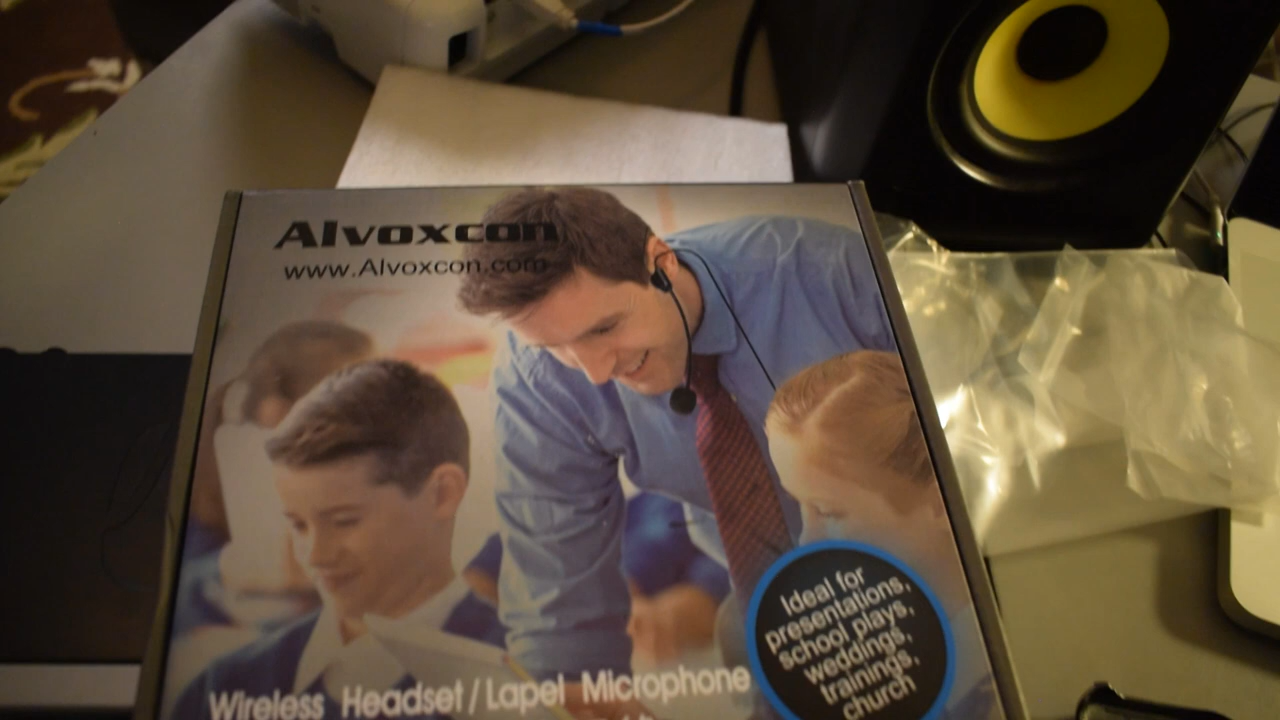 Alvoxcon
www.Alvoxcon.com
Ideal for
presentations,
school plays,
weddings,
trainings,
church
Wireless Headset / Lapel Microphone